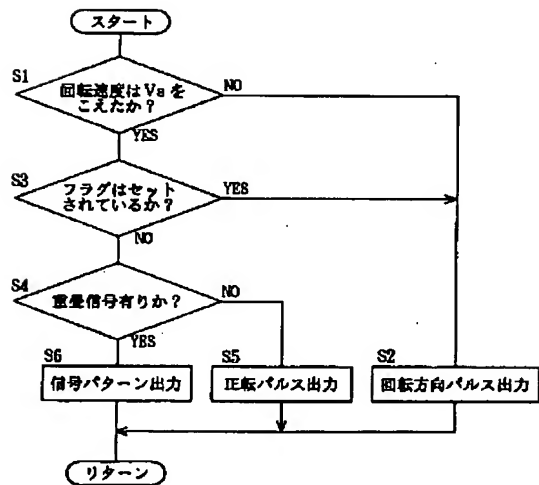 スタート
S1
回転速度はVaを
こえたか？
NO
YES
S3
フラグはセット
されているか？
YES
NO
S4
重畳信号有りか？
NO
YES
S6
信号パターン出力
S5
正転パルス出力
S2
回転方向パルス出力
リターン